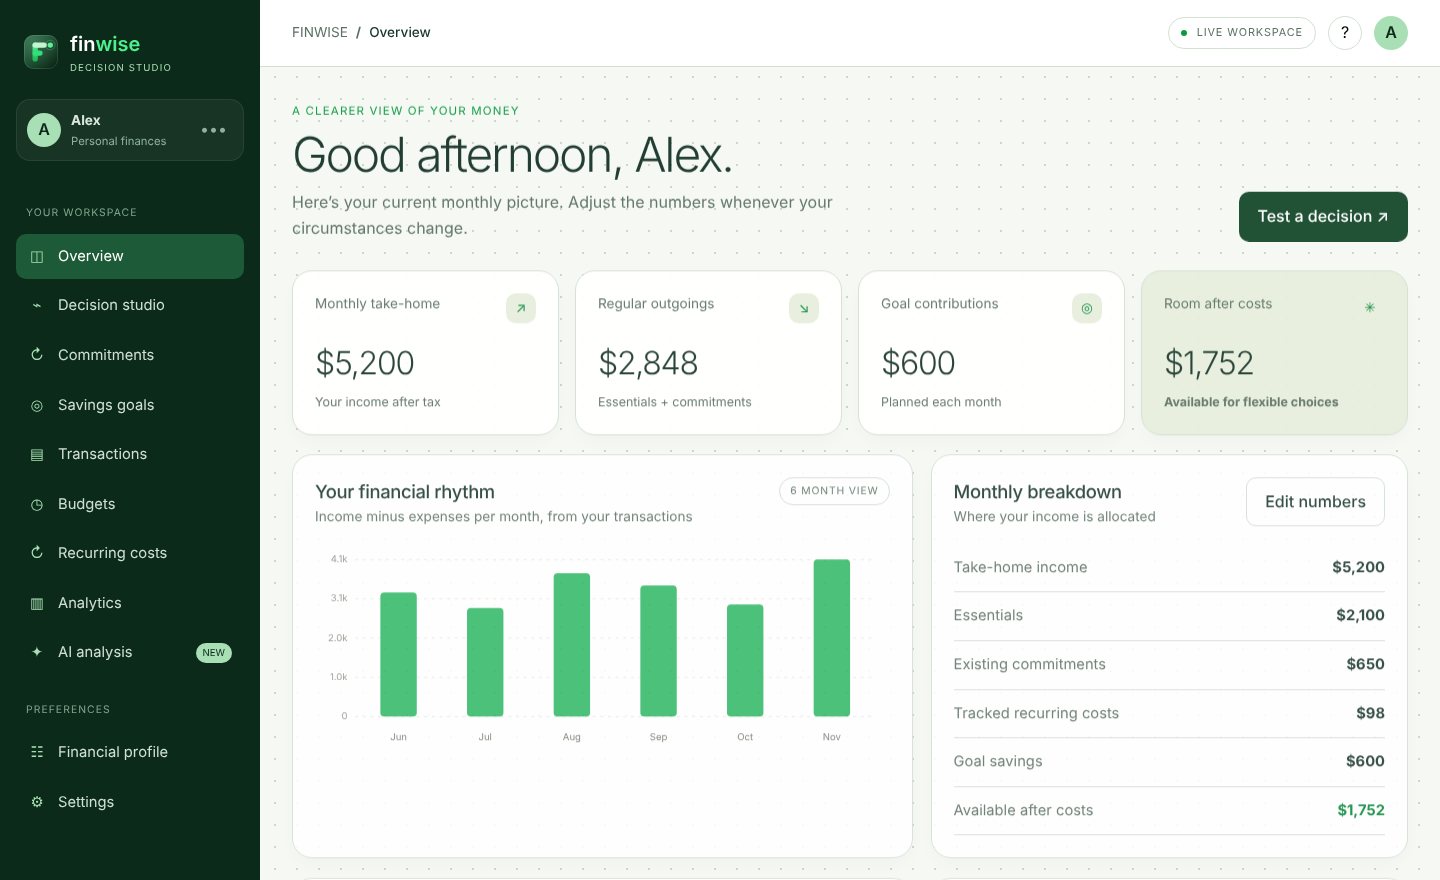 finwise
DECISION STUDIO
A
Alex
Personal finances
YOUR WORKSPACE
Overview
Decision studio
Commitments
Savings goals
Transactions
Budgets
Recurring costs
Analytics
AI analysis NEW
PREFERENCES
Financial profile
Settings
FINWISE / Overview
LIVE WORKSPACE
?
A
A CLEARER VIEW OF YOUR MONEY
Good afternoon, Alex.
Here's your current monthly picture. Adjust the numbers whenever your
circumstances change.
Test a decision ↗
Monthly take-home
$5,200
Your income after tax
Regular outgoings
$2,848
Essentials + commitments
Goal contributions
$600
Planned each month
Room after costs
$1,752
Available for flexible choices
Your financial rhythm
6 MONTH VIEW
Income minus expenses per month, from your transactions
4.1k
3.1k
2.0k
1.0k
0
Jun Jul Aug Sep Oct Nov
Monthly breakdown
Where your income is allocated
Edit numbers
Take-home income $5,200
Essentials $2,100
Existing commitments $650
Tracked recurring costs $98
Goal savings $600
Available after costs $1,752